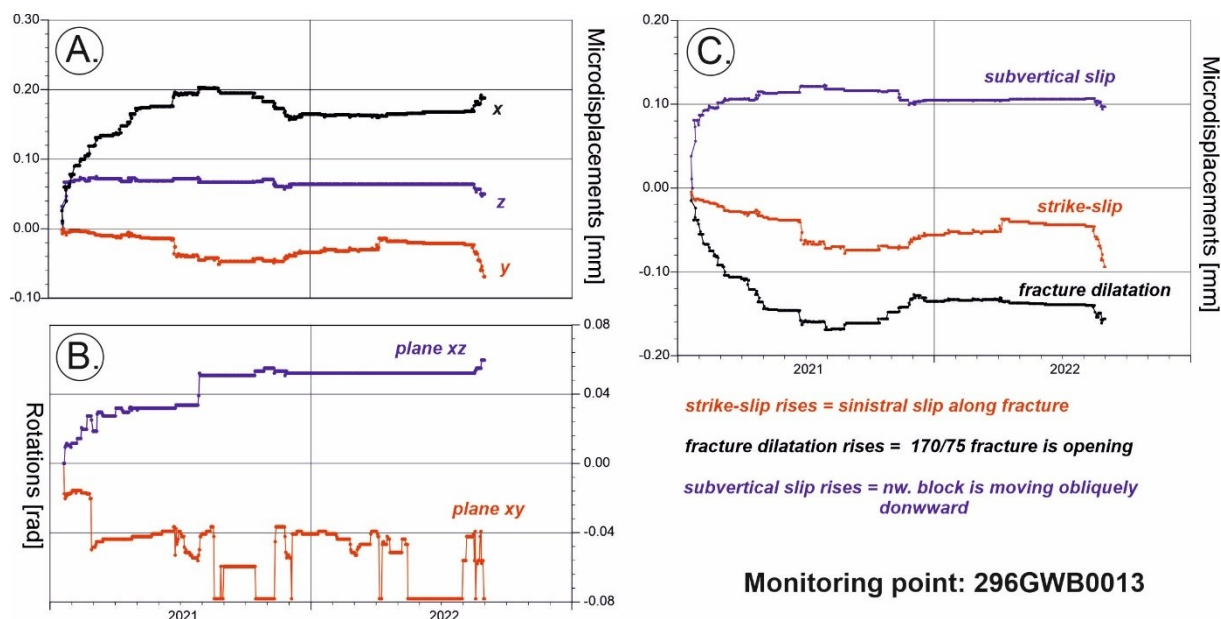 A.
0.30
0.20
0.10
0.00
-0.10
x
z
y
Microdisplacements [mm]
B.
0.08
0.04
0.00
-0.04
-0.08
plane xz
plane xy
Rotations [rad]
2021
2022
C.
0.20
0.10
0.00
-0.10
-0.20
subvertical slip
strike-slip
fracture dilatation
Microdisplacements [mm]
2021
2022
strike-slip rises = sinistral slip along fracture
fracture dilatation rises = 170/75 fracture is opening
subvertical slip rises = nw. block is moving obliquely
donwward
Monitoring point: 296GWB0013